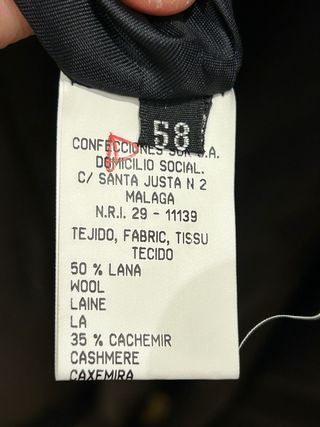 58
CONFECCIONES SUR S.A.
DOMICILIO SOCIAL.
C/ SANTA JUSTA N 2
MALAGA
N.R.I. 29 - 11139
TEJIDO, FABRIC, TISSU
TECIDO
50 % LANA
WOOL
LAINE
LA
35 % CACHEMIR
CASHMERE
CAXEMIRA